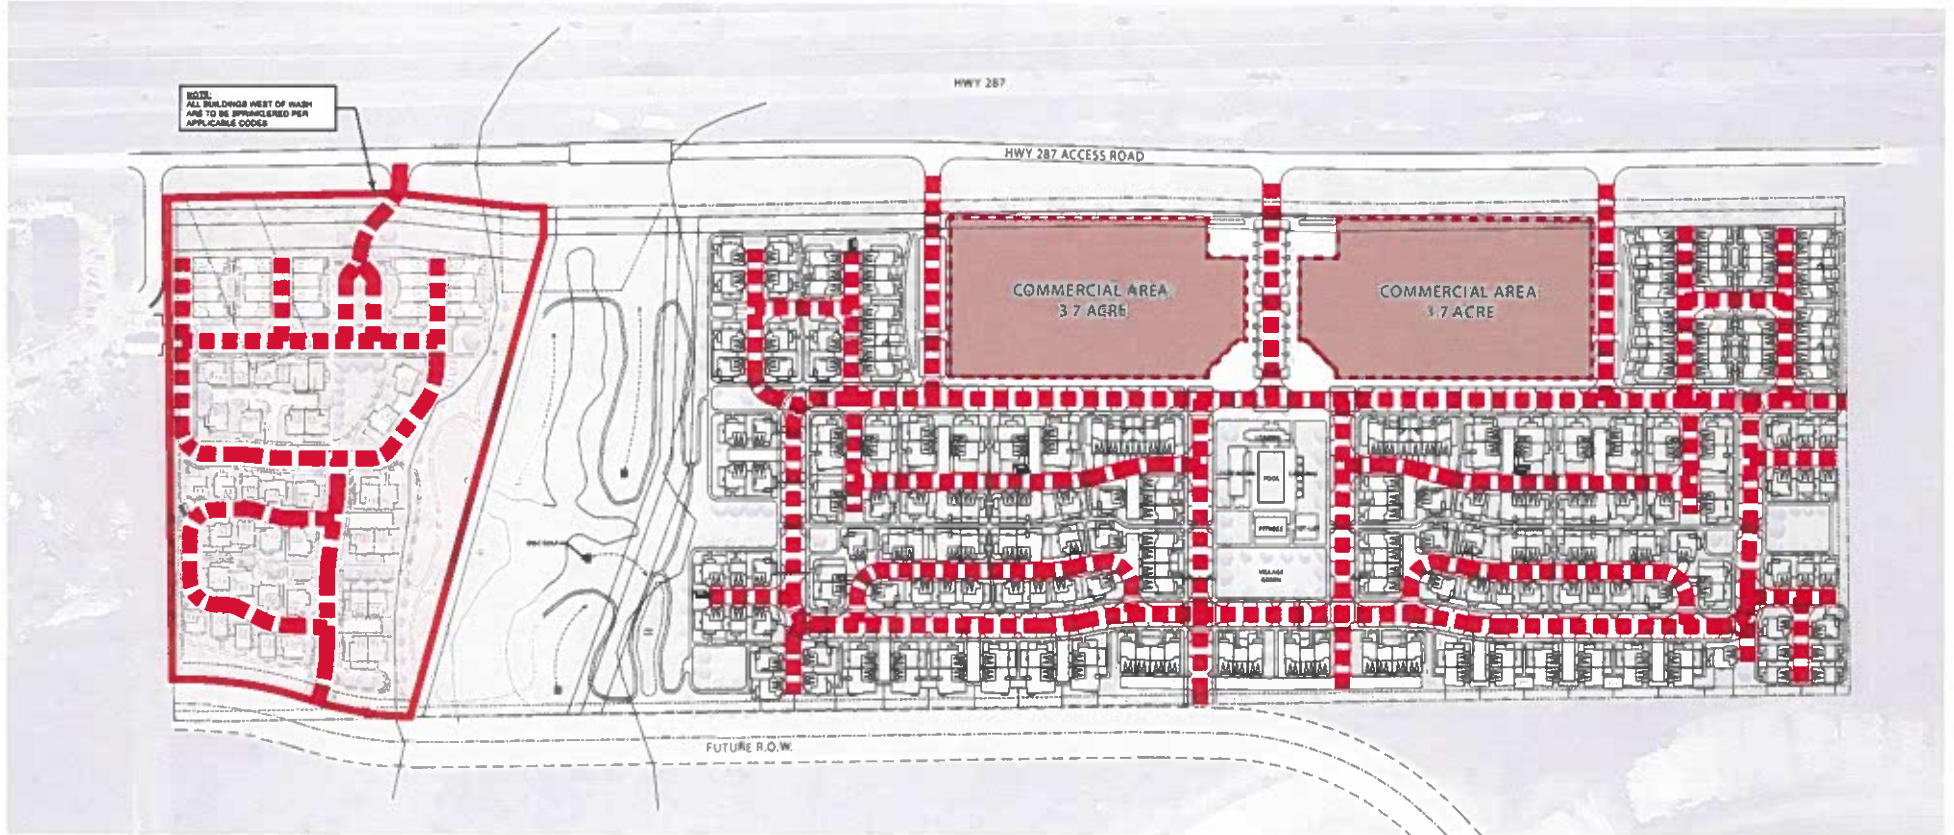 HWY 287
NOTE:
ALL BUILDINGS WEST OF WASH
ARE TO BE SPRINKLERED PER
APPLICABLE CODES
HWY 287 ACCESS ROAD
COMMERCIAL AREA
3.7 ACRE
COMMERCIAL AREA
3.7 ACRE
POOL
FITNESS
VILLAGE
GREEN
FUTURE R.O.W.